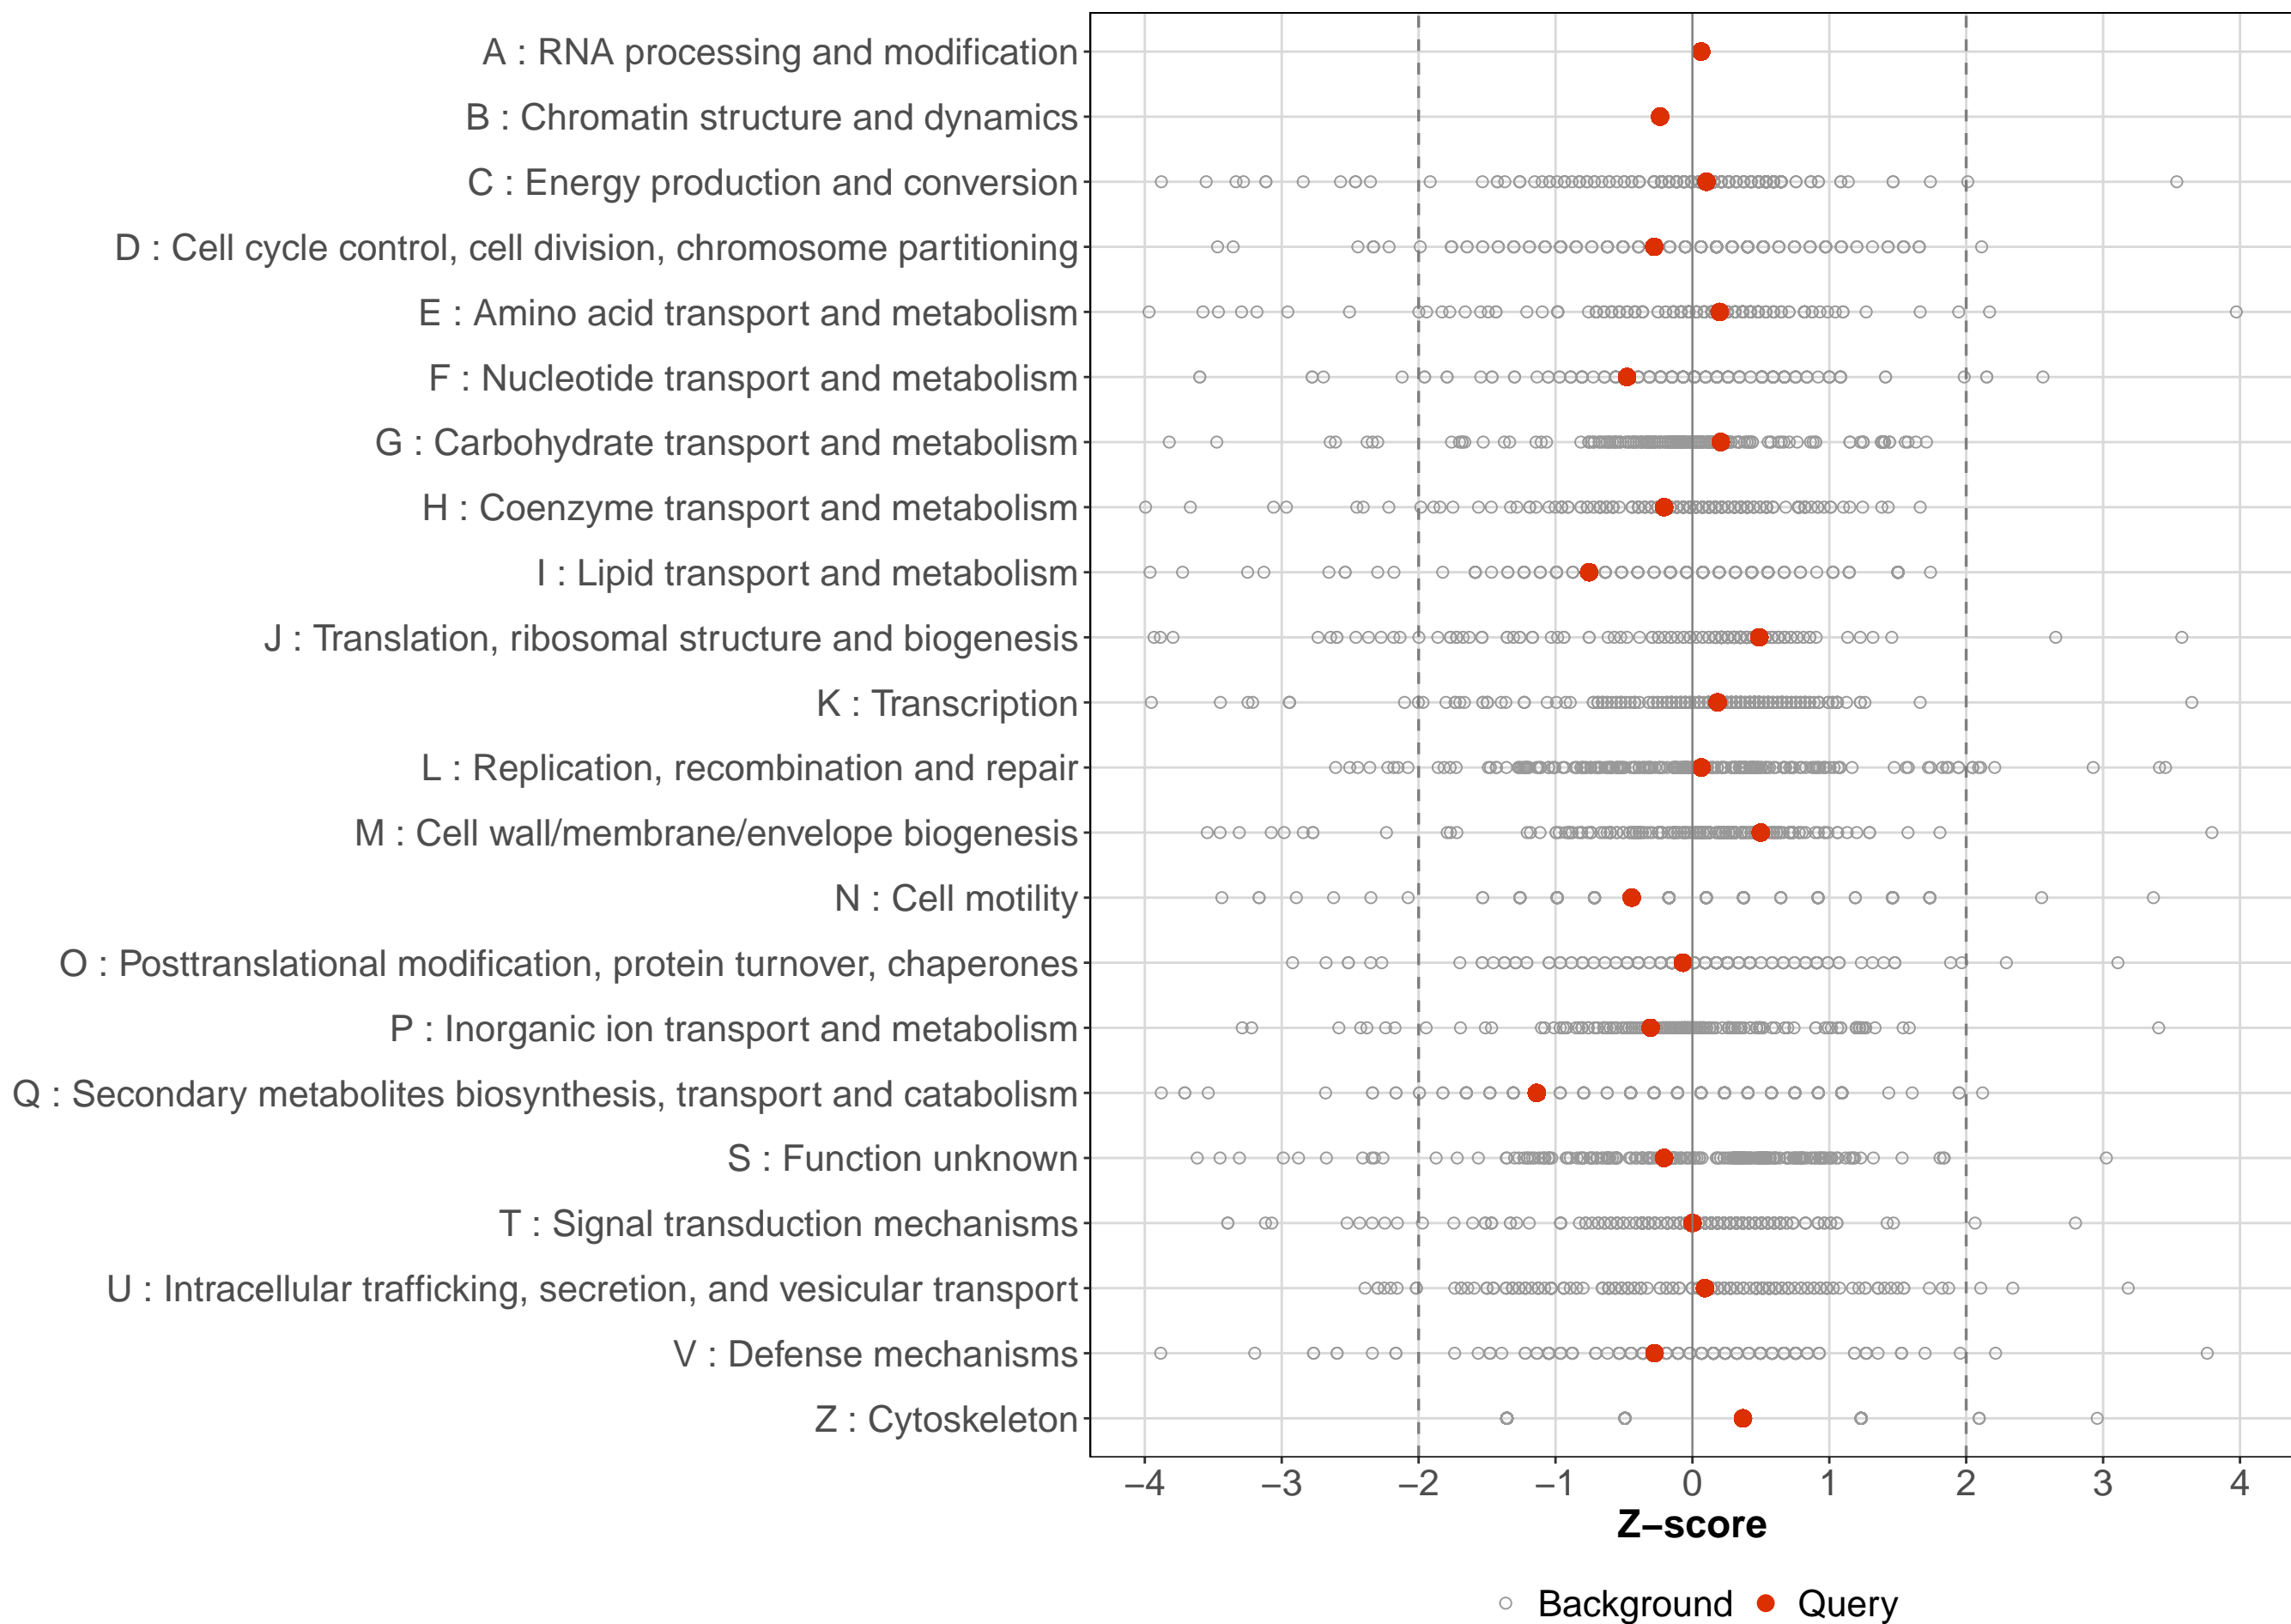 A : RNA processing and modification
B : Chromatin structure and dynamics
C : Energy production and conversion
D : Cell cycle control, cell division, chromosome partitioning
E : Amino acid transport and metabolism
F : Nucleotide transport and metabolism
G : Carbohydrate transport and metabolism
H : Coenzyme transport and metabolism
I : Lipid transport and metabolism
J : Translation, ribosomal structure and biogenesis
K : Transcription
L : Replication, recombination and repair
M : Cell wall/membrane/envelope biogenesis
N : Cell motility
O : Posttranslational modification, protein turnover, chaperones
P : Inorganic ion transport and metabolism
Q : Secondary metabolites biosynthesis, transport and catabolism
S : Function unknown
T : Signal transduction mechanisms
U : Intracellular trafficking, secretion, and vesicular transport
V : Defense mechanisms
Z : Cytoskeleton
−4 −3 −2 −1 0 1 2 3 4
Z−score
Background Query